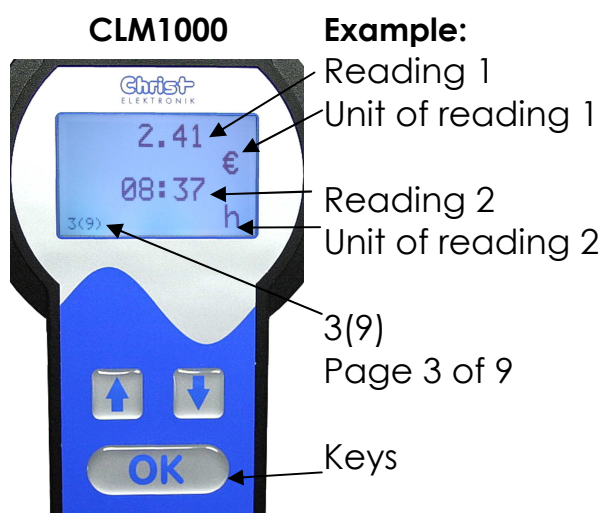 CLM1000
Example:
Christ
ELEKTRONIK
Reading 1
Unit of reading 1
2.41
€
08:37
h
3(9)
Reading 2
Unit of reading 2
3(9)
Page 3 of 9
OK
Keys